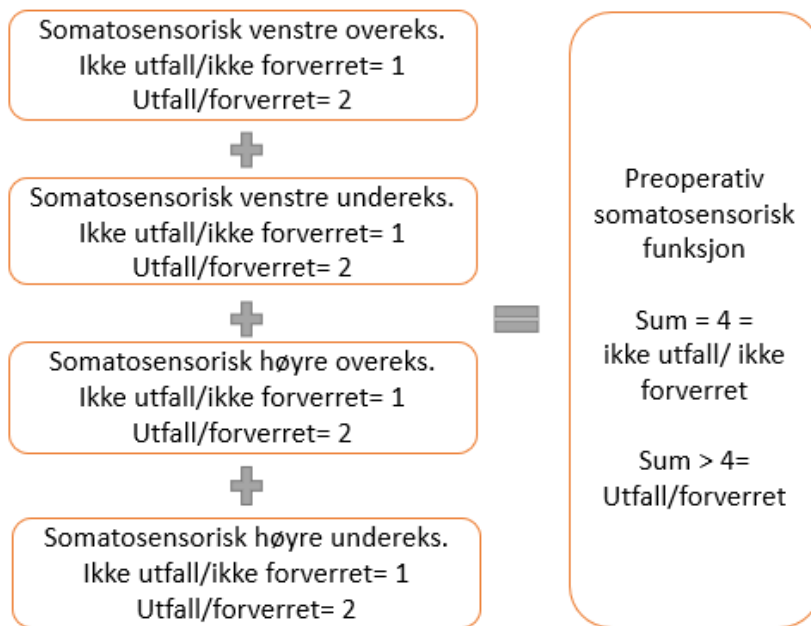 Somatosensorisk venstre overeks.
Ikke utfall/ikke forverret= 1
Utfall/forverret= 2
+
Somatosensorisk venstre undereks.
Ikke utfall/ikke forverret= 1
Utfall/forverret= 2
+
Somatosensorisk høyre overeks.
Ikke utfall/ikke forverret= 1
Utfall/forverret= 2
+
Somatosensorisk høyre undereks.
Ikke utfall/ikke forverret= 1
Utfall/forverret= 2
=
Preoperativ
somatosensorisk
funksjon
Sum = 4 =
ikke utfall/ ikke
forverret
Sum > 4=
Utfall/forverret